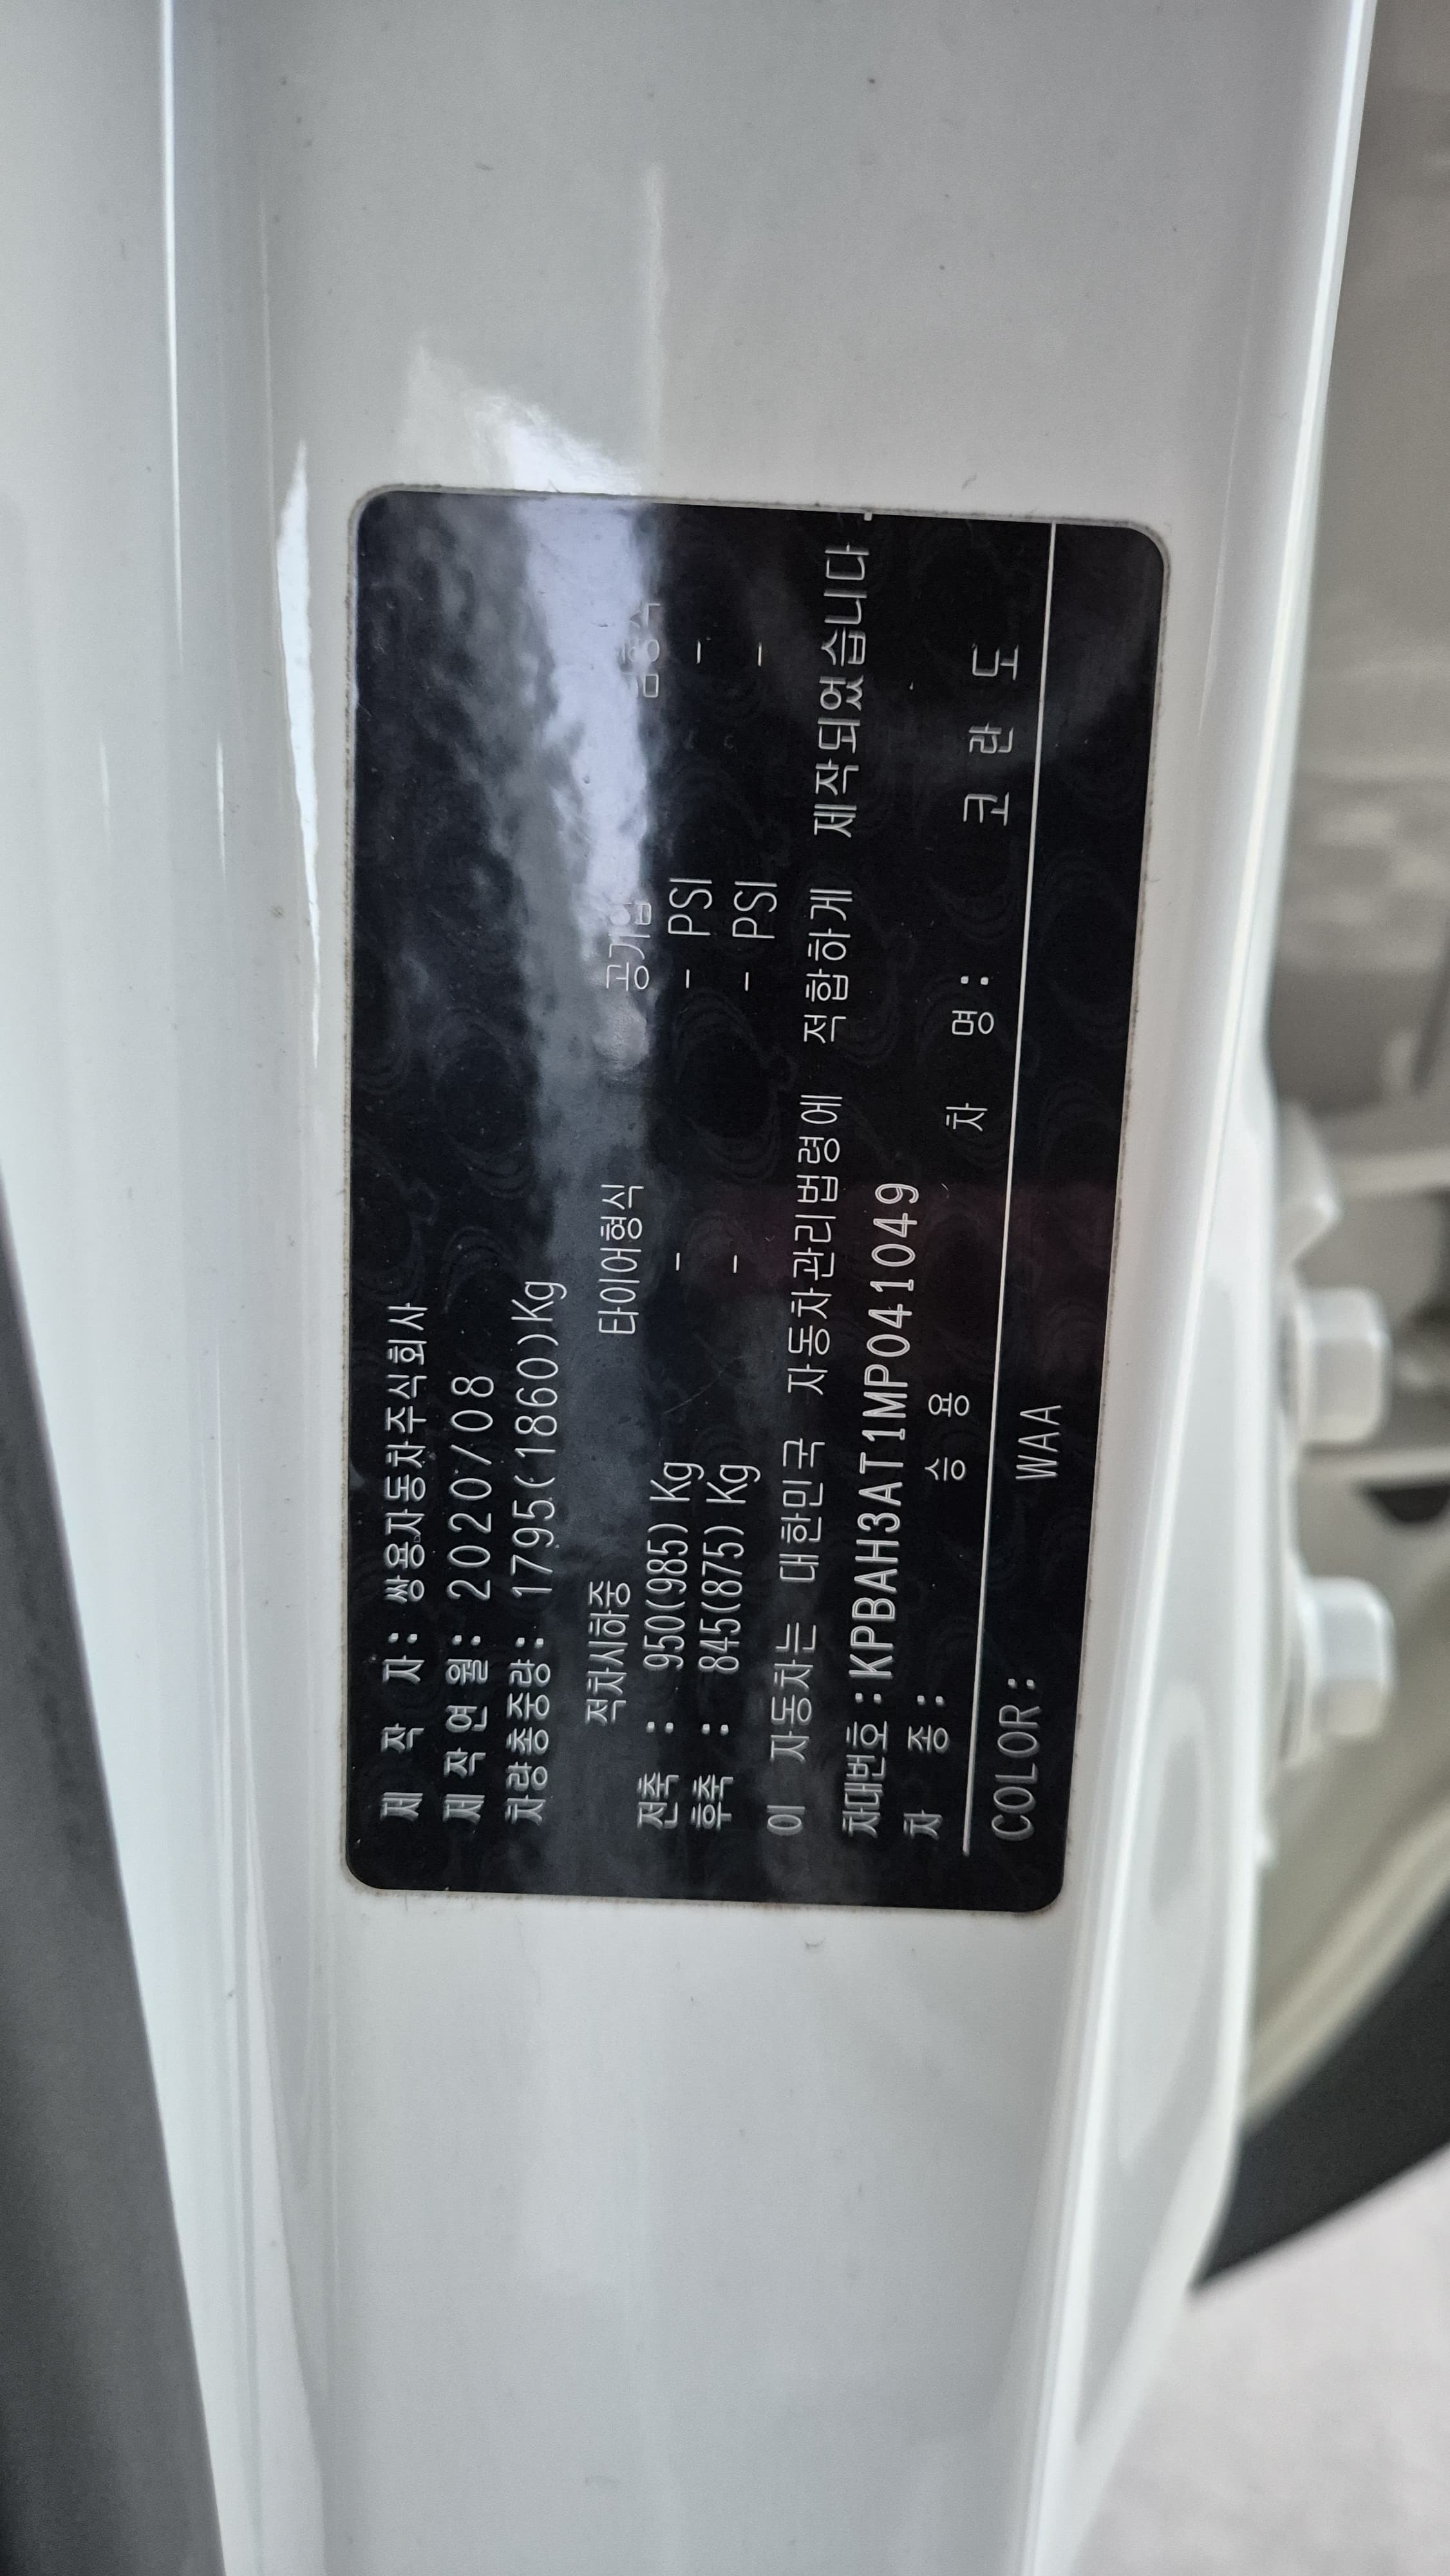 제 작 자 : 쌍용자동차주식회사
제작연월 : 2020/08
차량총중량 : 1795(1860)Kg
적차시하중 타이어형식 공기압
전축 : 950(985) Kg - - PSI -
후축 : 845(875) Kg - - PSI -
이 자동차는 대한민국 자동차관리법령에 적합하게 제작되었습니다.
차대번호 : KPBAH3AT1MP041049
차 종 : 승 용 차 명 : 코 란 도
COLOR : WAA